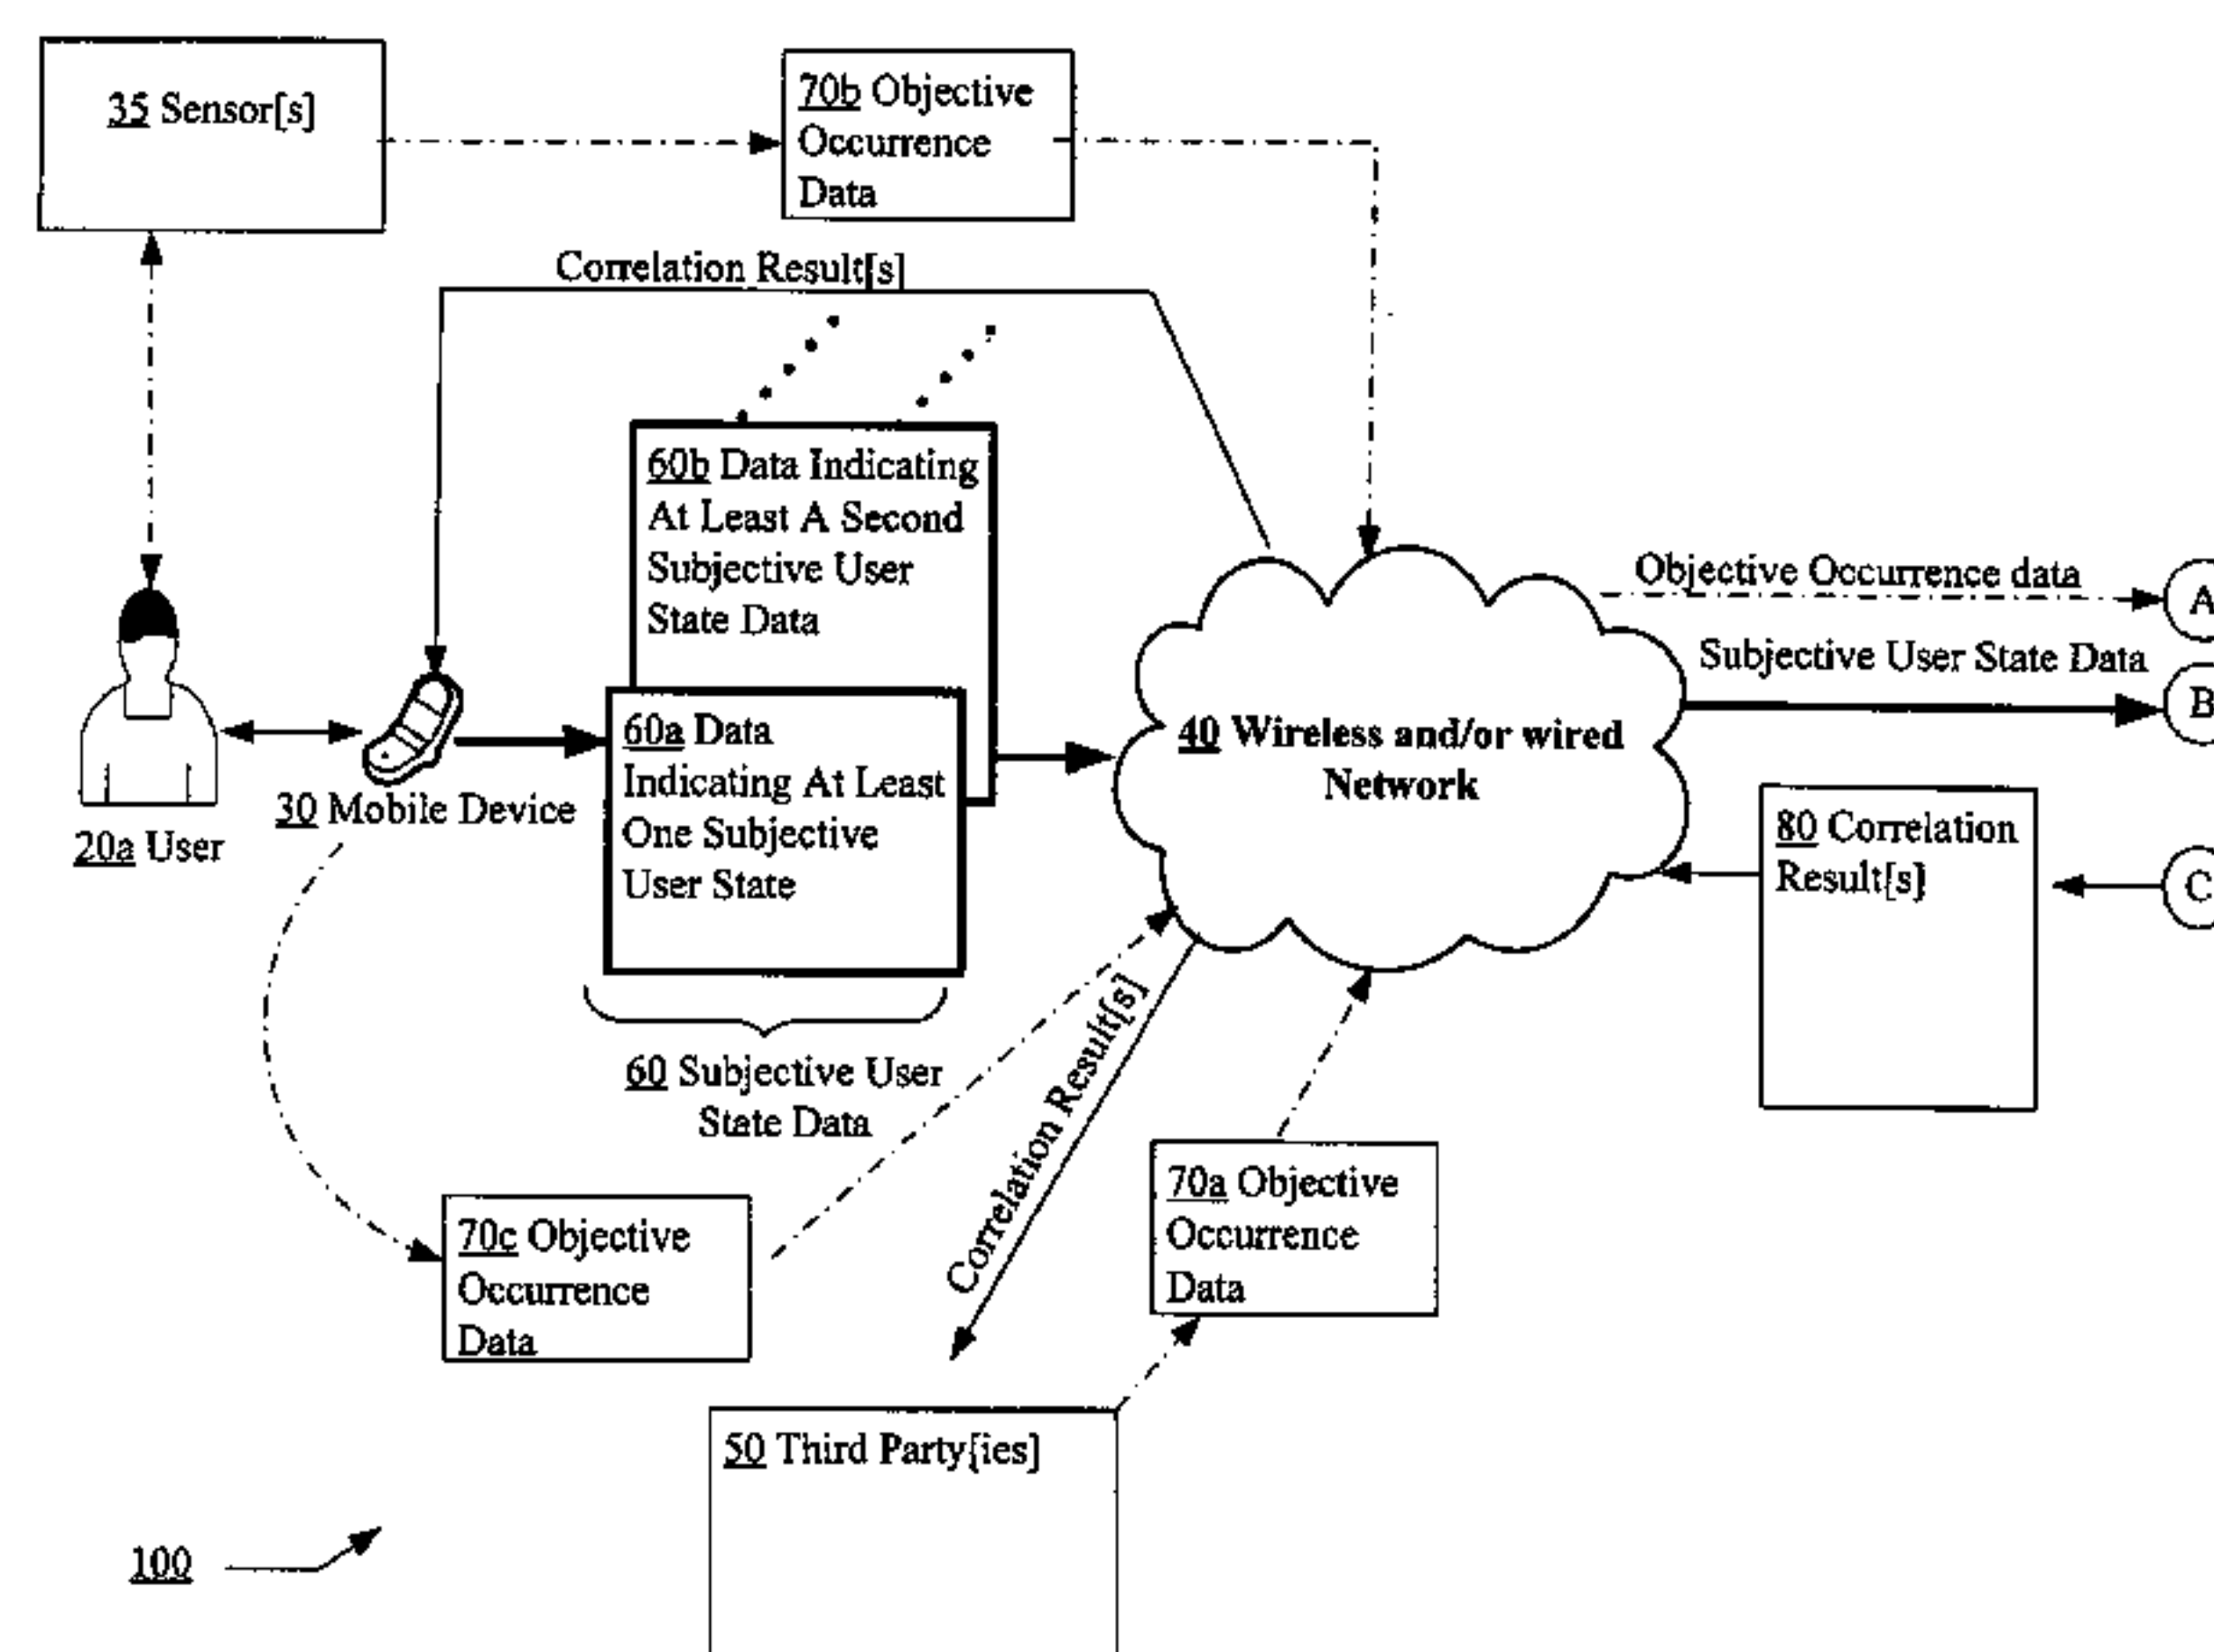 35 Sensor[s]
70b Objective
Occurrence
Data
Correlation Result[s]
60b Data Indicating
At Least A Second
Subjective User
State Data
Objective Occurrence data
A
Subjective User State Data
B
60a Data
Indicating At Least
One Subjective
User State
40 Wireless and/or wired
Network
30 Mobile Device
20a User
80 Correlation
Result[s]
C
60 Subjective User
State Data
Correlation Result[s]
70a Objective
Occurrence
Data
70c Objective
Occurrence
Data
50 Third Party[ies]
100